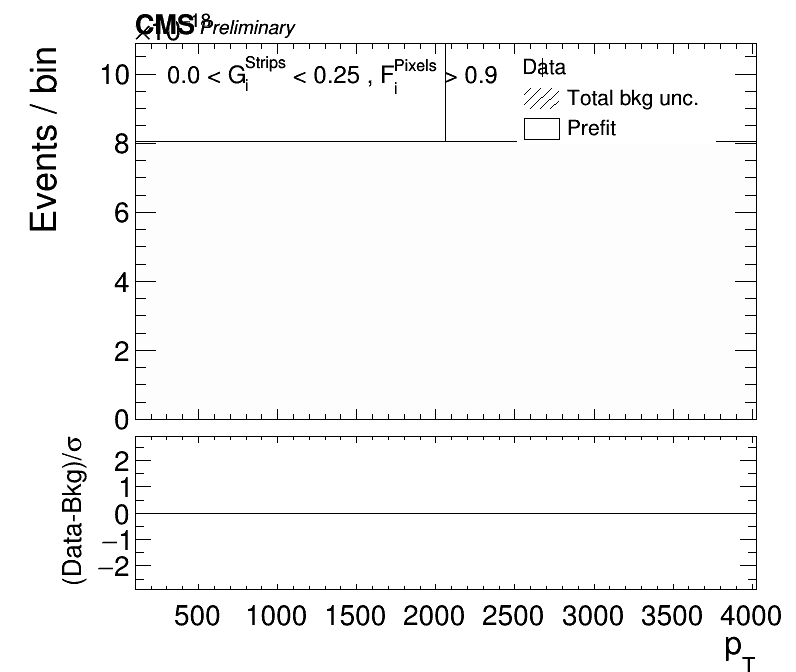 CMS Preliminary
×10^18
0.0 < G_i^Strips < 0.25 , F_i^Pixels > 0.9
Data
Total bkg unc.
Prefit
Events / bin
10
8
6
4
2
0
(Data-Bkg)/σ
2
1
0
−1
−2
500 1000 1500 2000 2500 3000 3500 4000
p_T